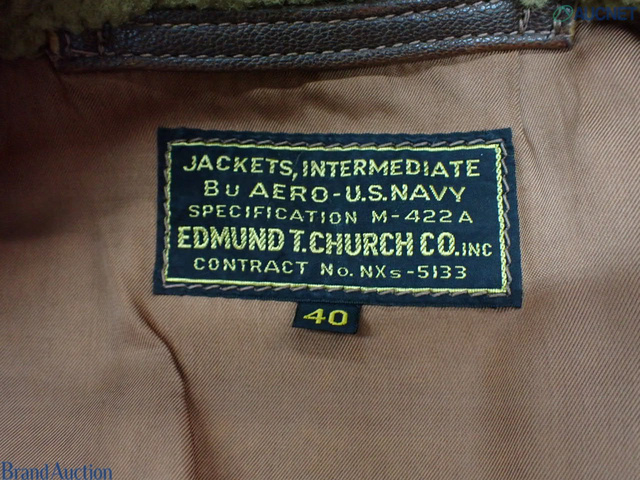 JACKETS, INTERMEDIATE
BU AERO-U.S.NAVY
SPECIFICATION M-422A
EDMUND T. CHURCH CO. INC
CONTRACT No. NXs-5133
40
Brand Auction